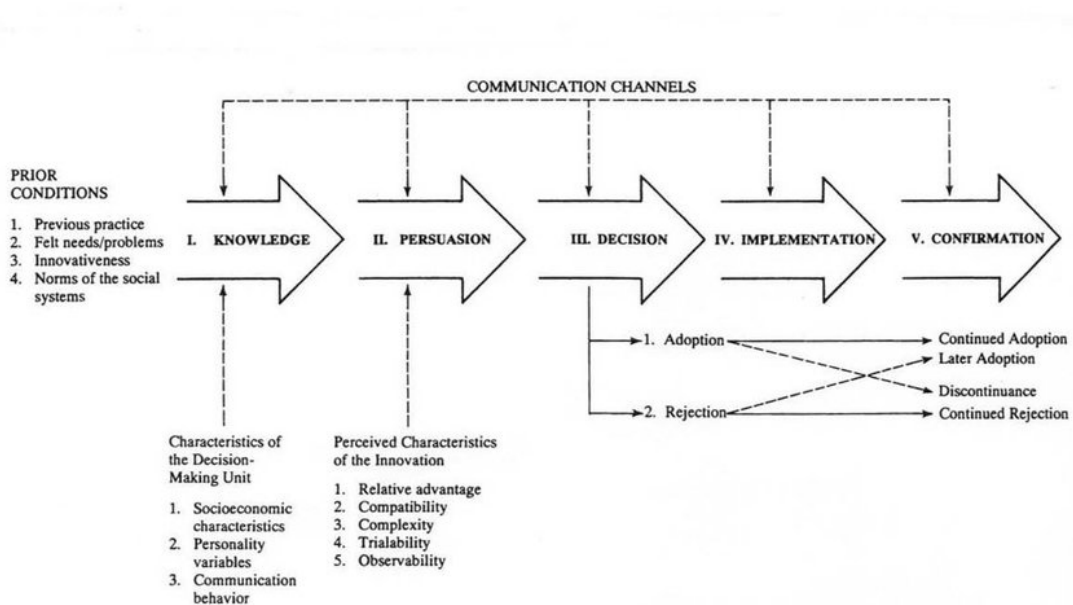 COMMUNICATION CHANNELS
PRIOR
CONDITIONS
1. Previous practice
2. Felt needs/problems
3. Innovativeness
4. Norms of the social
systems
I. KNOWLEDGE
II. PERSUASION
III. DECISION
IV. IMPLEMENTATION
V. CONFIRMATION
1. Adoption
2. Rejection
Continued Adoption
Later Adoption
Discontinuance
Continued Rejection
Characteristics of
the Decision-
Making Unit
1. Socioeconomic
characteristics
2. Personality
variables
3. Communication
behavior
Perceived Characteristics
of the Innovation
1. Relative advantage
2. Compatibility
3. Complexity
4. Trialability
5. Observability